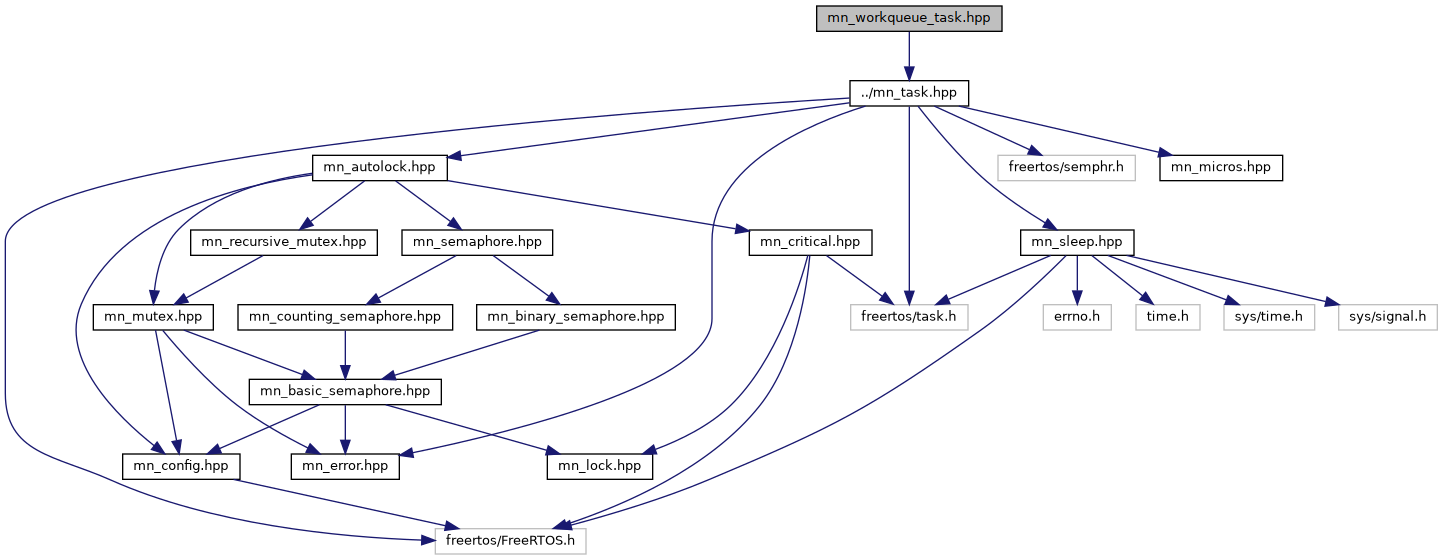 mn_workqueue_task.hpp
../mn_task.hpp
mn_autolock.hpp
freertos/semphr.h
mn_micros.hpp
mn_recursive_mutex.hpp
mn_semaphore.hpp
mn_critical.hpp
mn_sleep.hpp
mn_mutex.hpp
mn_counting_semaphore.hpp
mn_binary_semaphore.hpp
freertos/task.h
errno.h
time.h
sys/time.h
sys/signal.h
mn_basic_semaphore.hpp
mn_config.hpp
mn_error.hpp
mn_lock.hpp
freertos/FreeRTOS.h